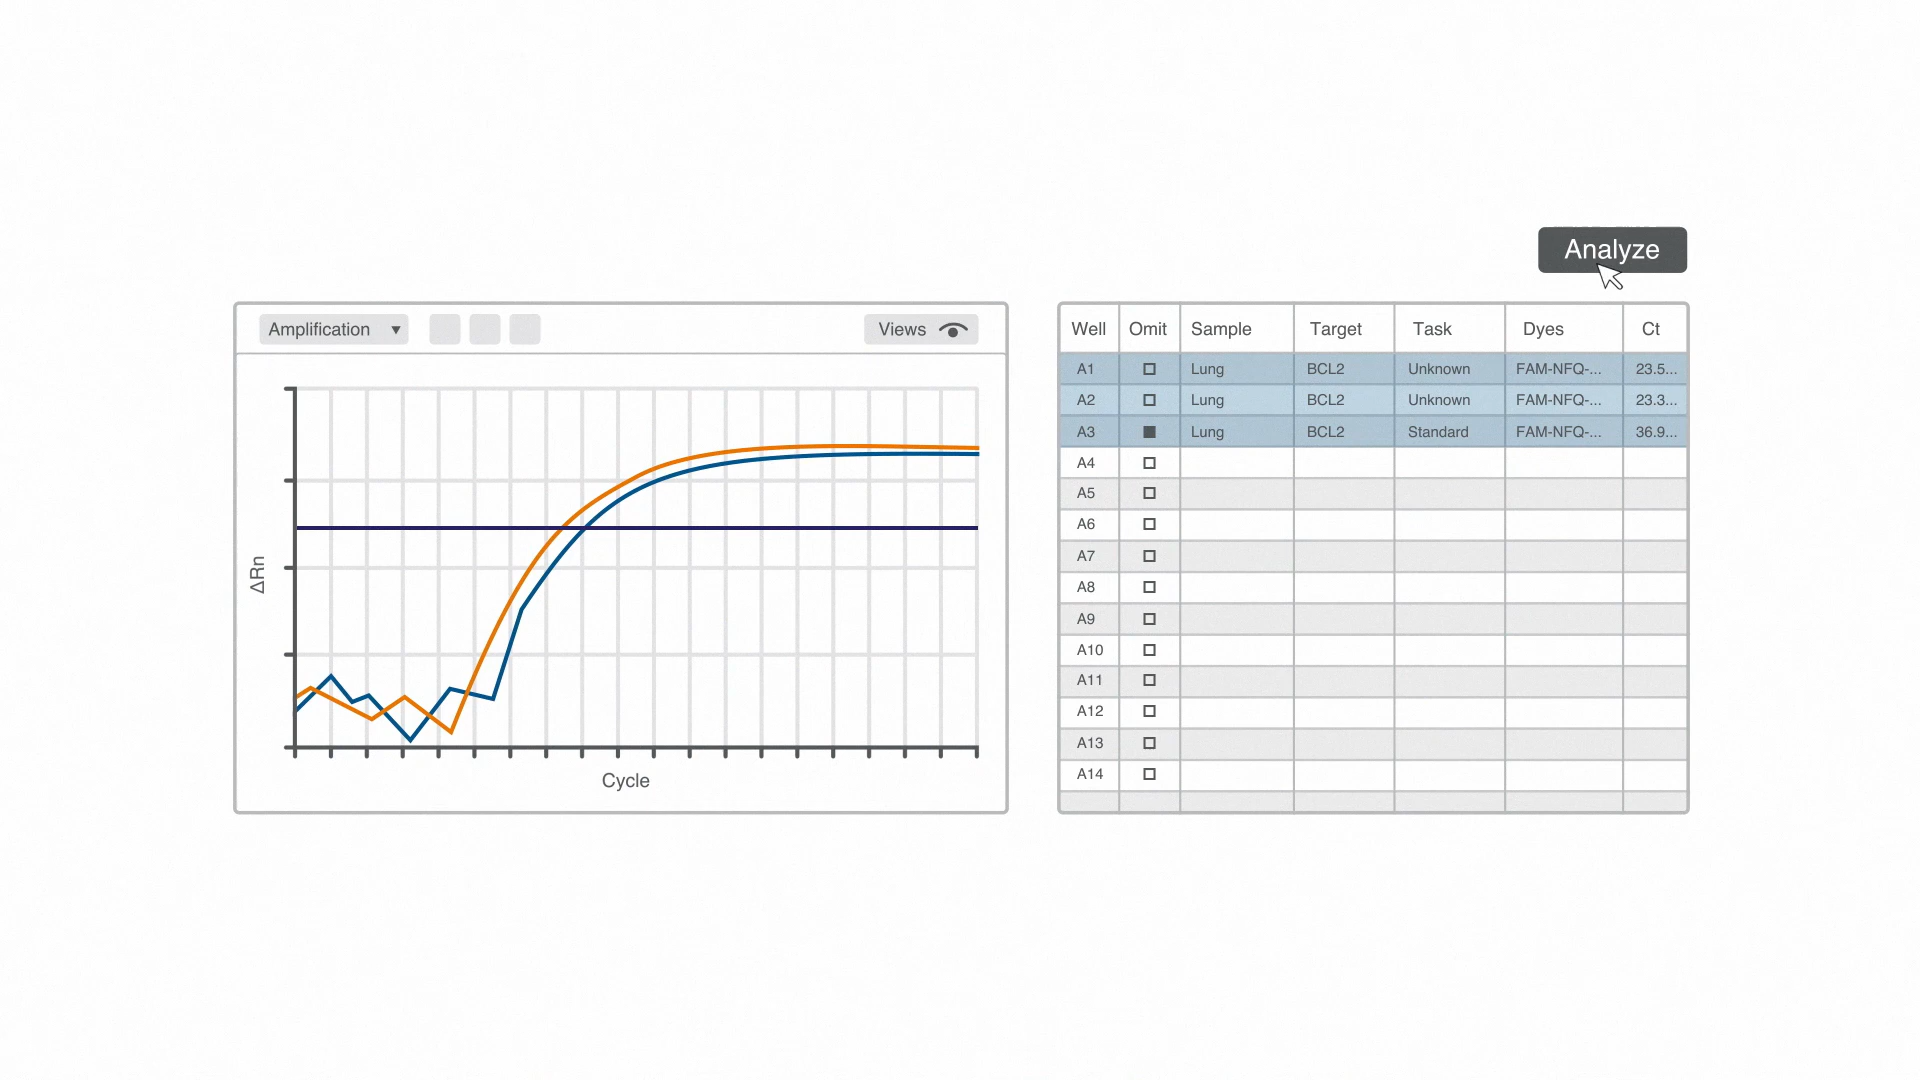 Analyze
Amplification ▼
Views
ΔRn
Cycle
Well Omit Sample Target Task Dyes Ct
A1 Lung BCL2 Unknown FAM-NFQ-... 23.5...
A2 Lung BCL2 Unknown FAM-NFQ-... 23.3...
A3 Lung BCL2 Standard FAM-NFQ-... 36.9...
A4
A5
A6
A7
A8
A9
A10
A11
A12
A13
A14